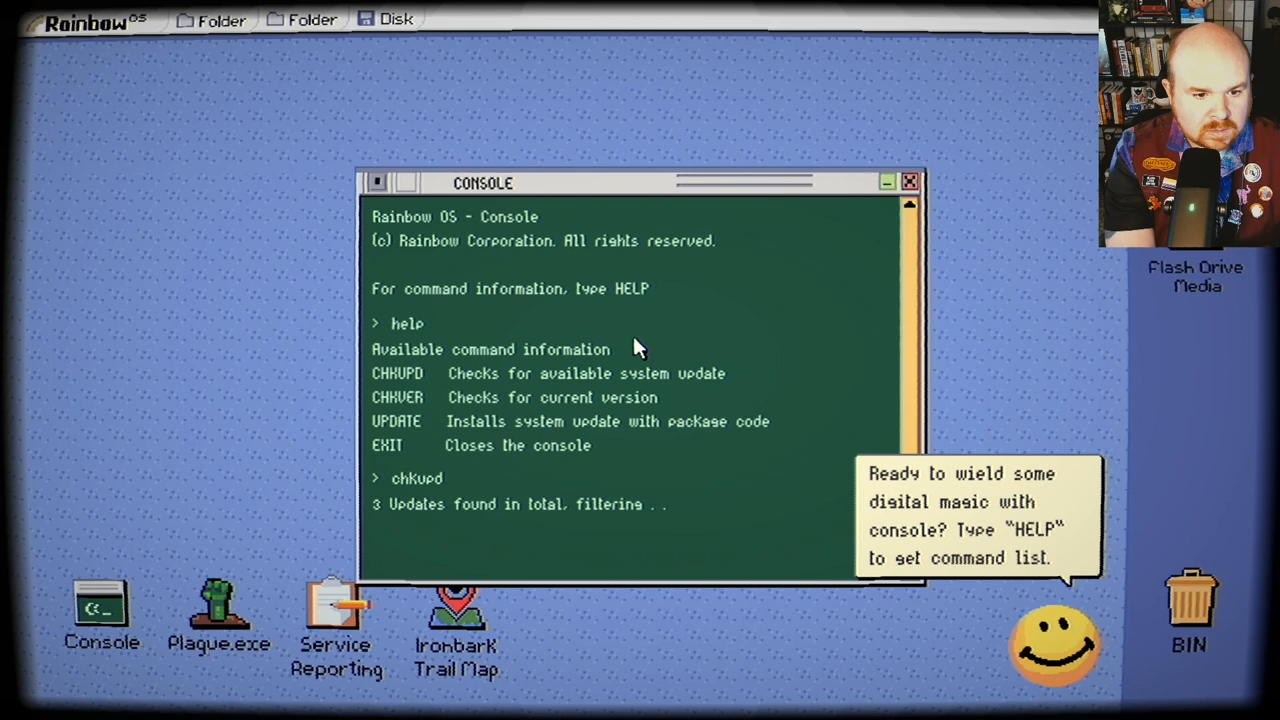 Rainbow OS
Folder
Folder
Disk
CONSOLE
Rainbow OS - Console
(c) Rainbow Corporation. All rights reserved.
For command information, type HELP
> help
Available command information
CHKUPD Checks for available system update
CHKVER Checks for current version
UPDATE Installs system update with package code
EXIT Closes the console
> chkupd
3 Updates found in total, filtering . .
Ready to wield some
digital magic with
console? Type "HELP"
to get command list.
Flash Drive
Media
Console
Plague.exe
Service
Reporting
Ironbark
Trail Map
BIN